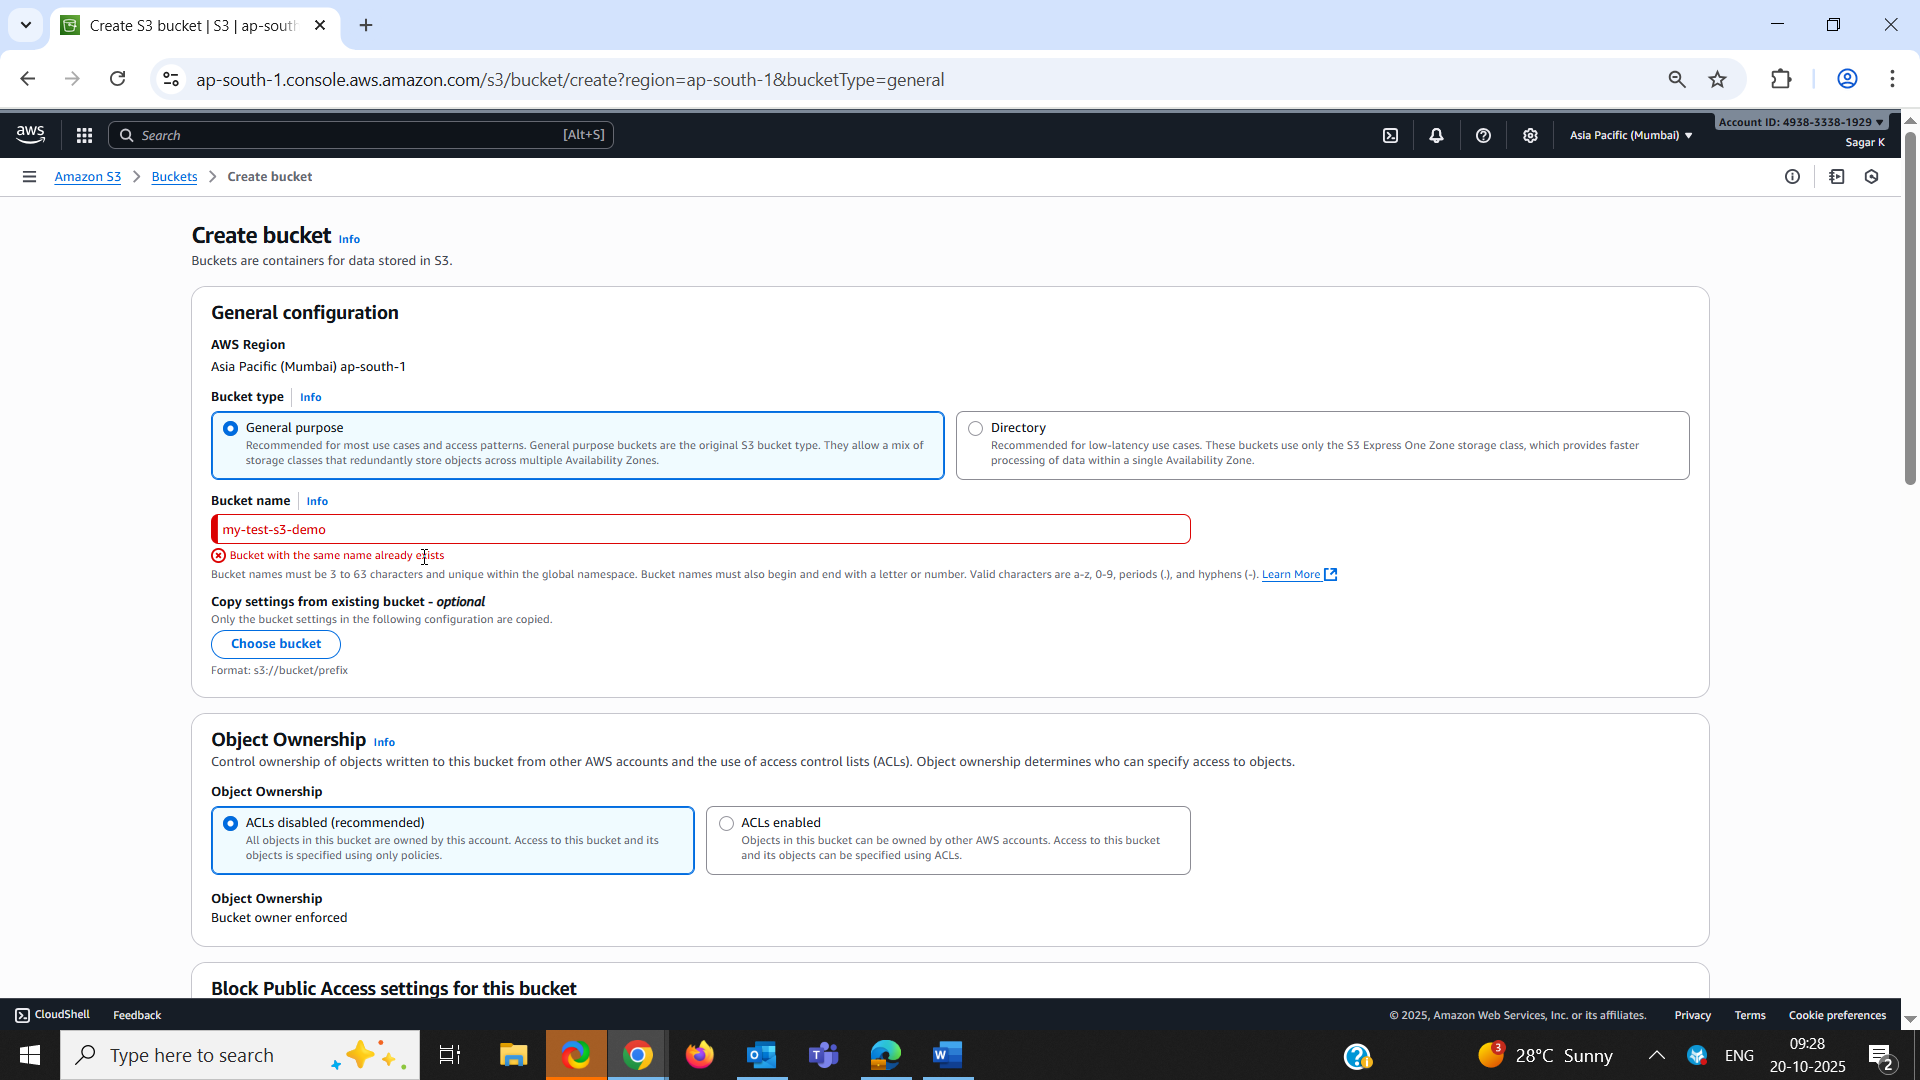 Create S3 bucket | S3 | ap-sout
ap-south-1.console.aws.amazon.com/s3/bucket/create?region=ap-south-1&bucketType=general
aws
Search
[Alt+S]
Asia Pacific (Mumbai)
Account ID: 4938-3338-1929
Sagar K
Amazon S3 > Buckets > Create bucket
Create bucket Info
Buckets are containers for data stored in S3.
General configuration
AWS Region
Asia Pacific (Mumbai) ap-south-1
Bucket type | Info
General purpose
Recommended for most use cases and access patterns. General purpose buckets are the original S3 bucket type. They allow a mix of
storage classes that redundantly store objects across multiple Availability Zones.
Directory
Recommended for low-latency use cases. These buckets use only the S3 Express One Zone storage class, which provides faster
processing of data within a single Availability Zone.
Bucket name | Info
my-test-s3-demo
Bucket with the same name already exists
Bucket names must be 3 to 63 characters and unique within the global namespace. Bucket names must also begin and end with a letter or number. Valid characters are a-z, 0-9, periods (.), and hyphens (-). Learn More
Copy settings from existing bucket - optional
Only the bucket settings in the following configuration are copied.
Choose bucket
Format: s3://bucket/prefix
Object Ownership Info
Control ownership of objects written to this bucket from other AWS accounts and the use of access control lists (ACLs). Object ownership determines who can specify access to objects.
Object Ownership
ACLs disabled (recommended)
All objects in this bucket are owned by this account. Access to this bucket and its
objects is specified using only policies.
ACLs enabled
Objects in this bucket can be owned by other AWS accounts. Access to this bucket
and its objects can be specified using ACLs.
Object Ownership
Bucket owner enforced
Block Public Access settings for this bucket
CloudShell
Feedback
© 2025, Amazon Web Services, Inc. or its affiliates.
Privacy
Terms
Cookie preferences
Type here to search
3
28°C Sunny
ENG
09:28
20-10-2025
2